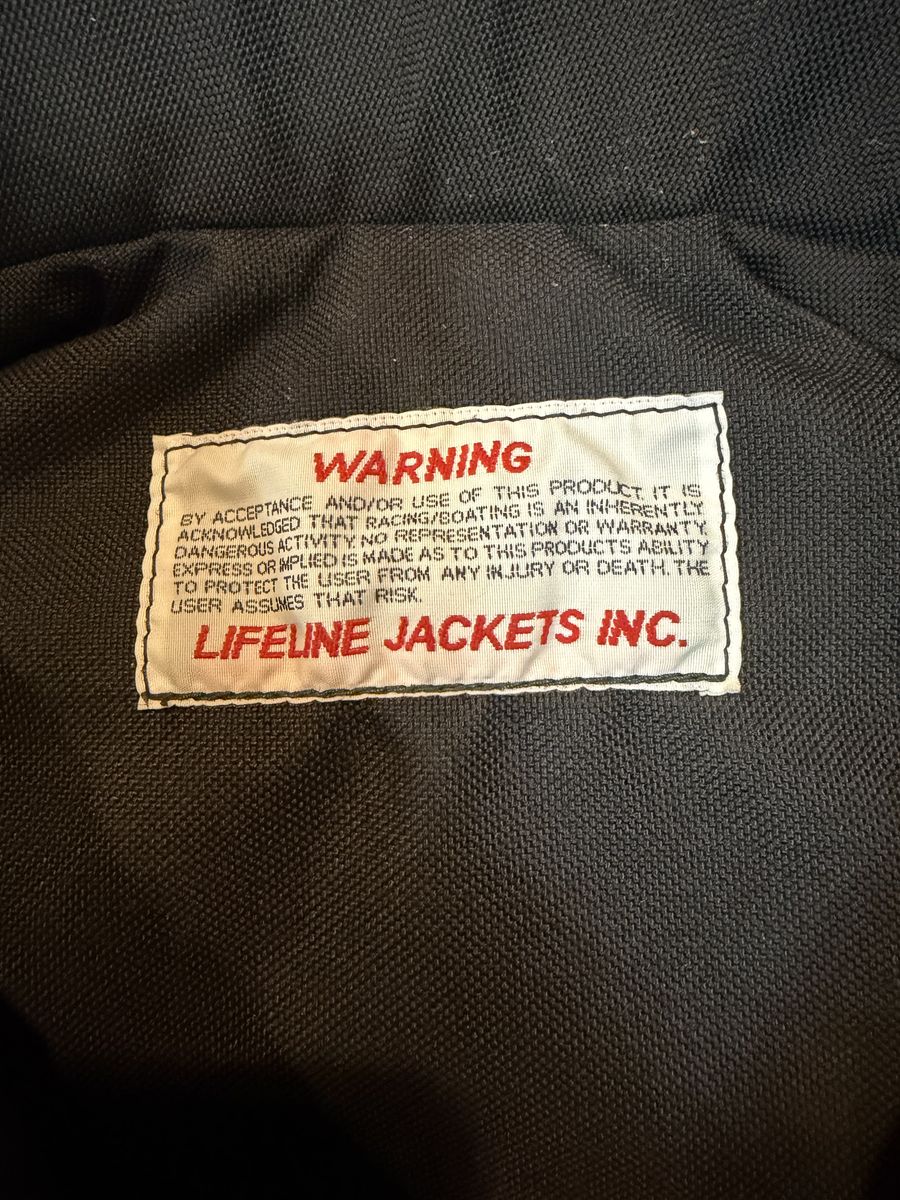 WARNING
BY ACCEPTANCE AND/OR USE OF THIS PRODUCT, IT IS
ACKNOWLEDGED THAT RACING/BOATING IS AN INHERENTLY
DANGEROUS ACTIVITY. NO REPRESENTATION OR WARRANTY,
EXPRESS OR IMPLIED IS MADE AS TO THIS PRODUCTS ABILITY
TO PROTECT THE USER FROM ANY INJURY OR DEATH. THE
USER ASSUMES THAT RISK.
LIFELINE JACKETS INC.